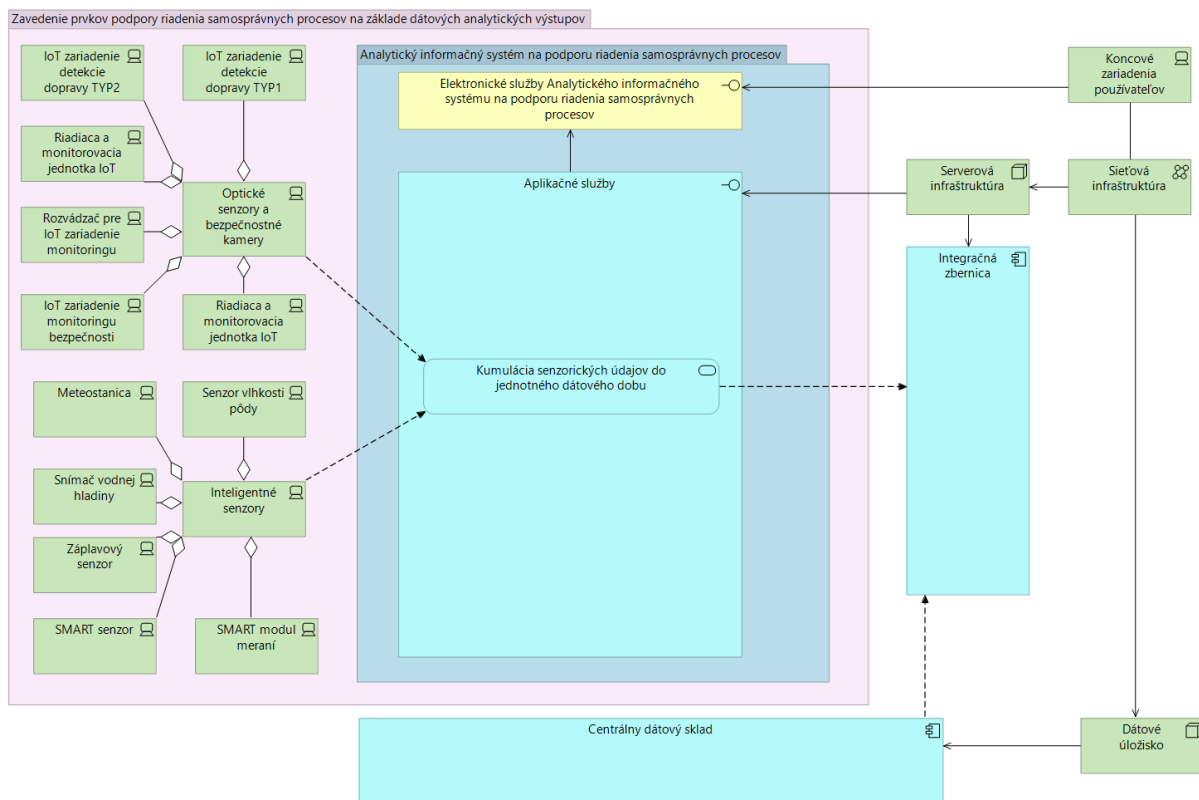 Zavedenie prvkov podpory riadenia samosprávnych procesov na základe dátových analytických výstupov
IoT zariadenie
detekcie
dopravy TYP2
IoT zariadenie
detekcie
dopravy TYP1
Riadiaca a
monitorovacia
jednotka IoT
Optické
senzory a
bezpečnostné
kamery
Rozvádzač pre
IoT zariadenie
monitoringu
IoT zariadenie
monitoringu
bezpečnosti
Riadiaca a
monitorovacia
jednotka IoT
Meteostanica
Senzor vlhkosti
pôdy
Snímač vodnej
hladiny
Inteligentné
senzory
Záplavový
senzor
SMART senzor
SMART modul
meraní
Analytický informačný systém na podporu riadenia samosprávnych procesov
Elektronické služby Analytického informačného
systému na podporu riadenia samosprávnych
procesov
Aplikačné služby
Kumulácia senzorických údajov do
jednotného dátového dobu
Koncové
zariadenia
používateľov
Serverová
infraštruktúra
Sieťová
infraštruktúra
Integračná
zbernica
Centrálny dátový sklad
Dátové
úložisko